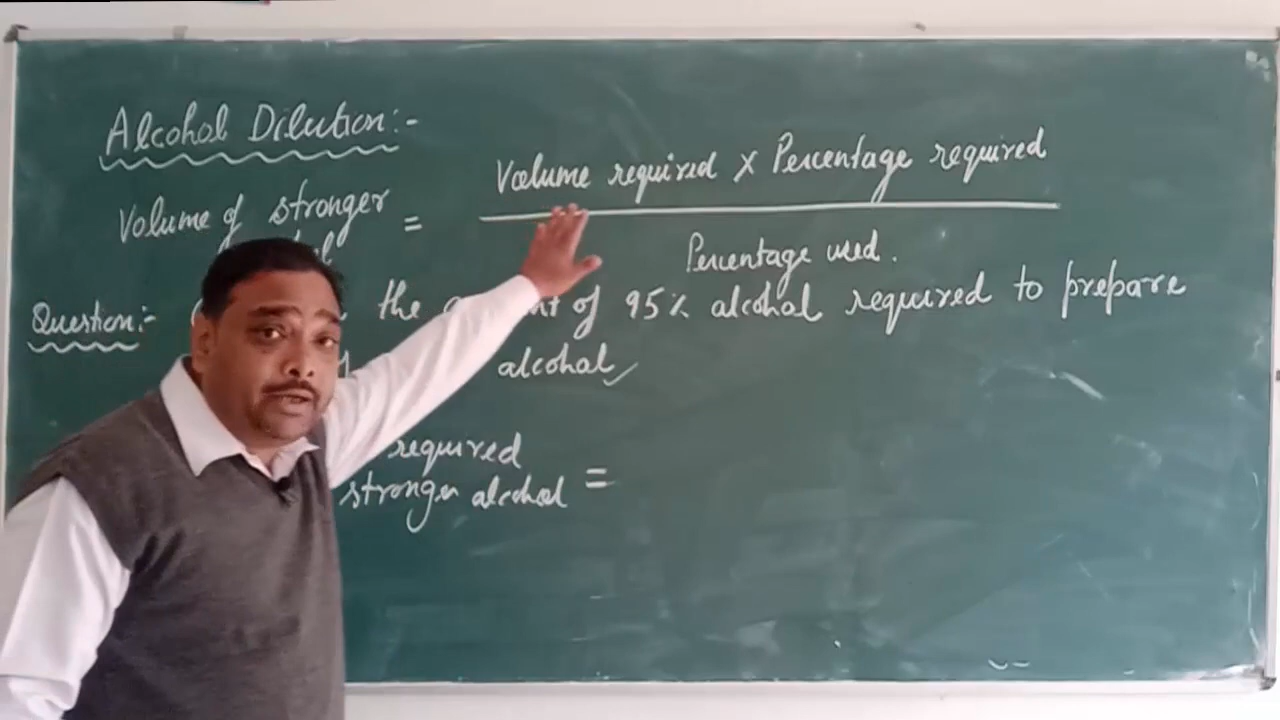 Alcohol Dilution:-
Volume required x Percentage required
Volume of stronger =
Percentage used.
Question:- the of 95% alcohol required to prepare
alcohal
required
stronger alcohol =